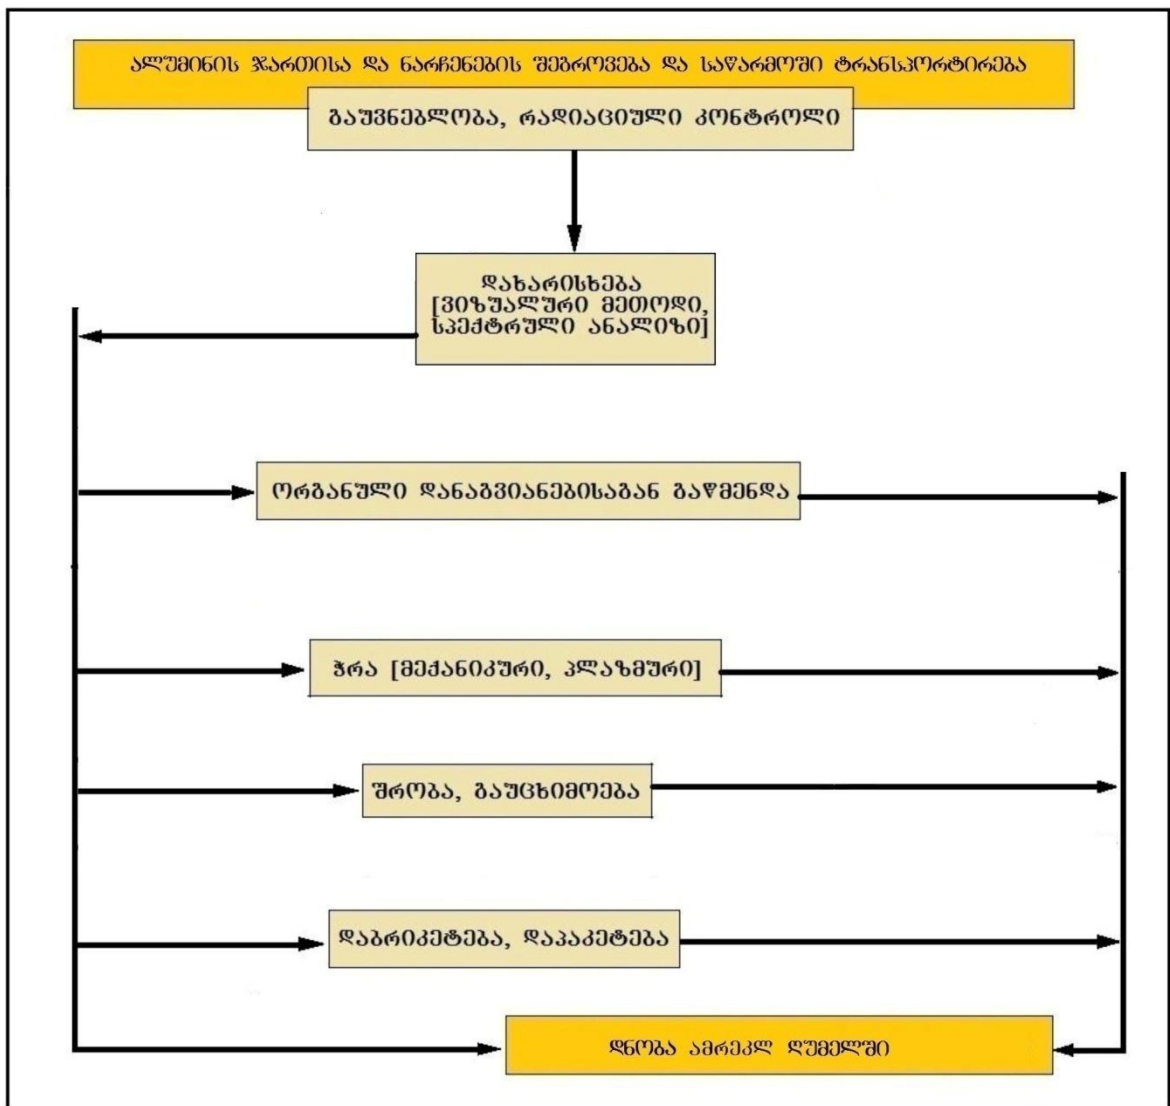 ალუმინის ჯართისა და ნარჩენების შეგროვება და საწარმოში ტრანსპორტირება
გაუვნებლობა, რადიაციული კონტროლი
დახარისხება
[ვიზუალური მეთოდი,
სპექტრული ანალიზი]
ორგანული დანაგვიანებისაგან გაწმენდა
ჭრა [მექანიკური, პლაზმური]
შრობა, გაუცხიმოება
დაბრიკეტება, დაპაკეტება
დნობა ამრეკლ ღუმელში